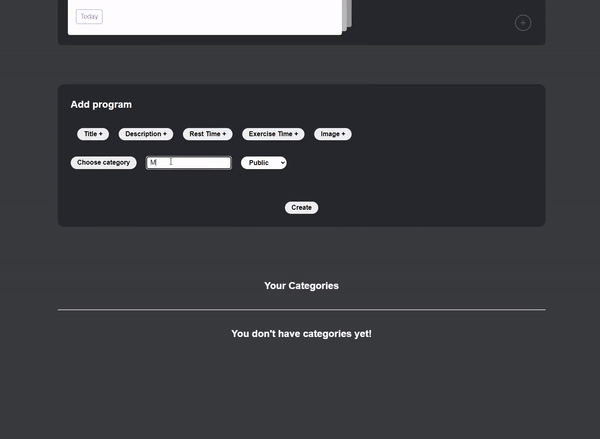 Today
+
Add program
Title + Description + Rest Time + Exercise Time + Image +
Choose category M Public
Create
Your Categories
You don't have categories yet!